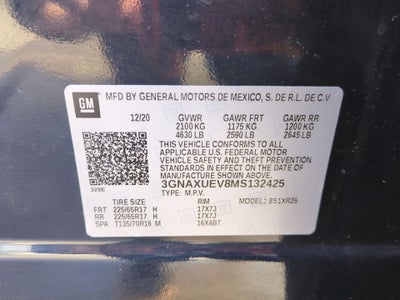 GM
MFD BY GENERAL MOTORS DE MEXICO, S. DE R.L. DE C.V
12/20 GVWR GAWR FRT GAWR RR
2100 KG 1175 KG 1200 KG
4630 LB 2590 LB 2645 LB
THIS VEHICLE CONFORMS TO ALL
APPLICABLE U.S. FEDERAL MOTOR
VEHICLE SAFETY AND THEFT
PREVENTION STANDARDS IN EFFECT
ON THE DATE OF MANUFACTURE
SHOWN ABOVE.
3GNAXUEV8MS132425
TYPE: M.P.V. MODEL: 851XR26
TIRE SIZE RIM
FRT 225/65R17 H 17X7J
RR 225/65R17 H 17X7J
SPA T135/70R16 M 16X4BT